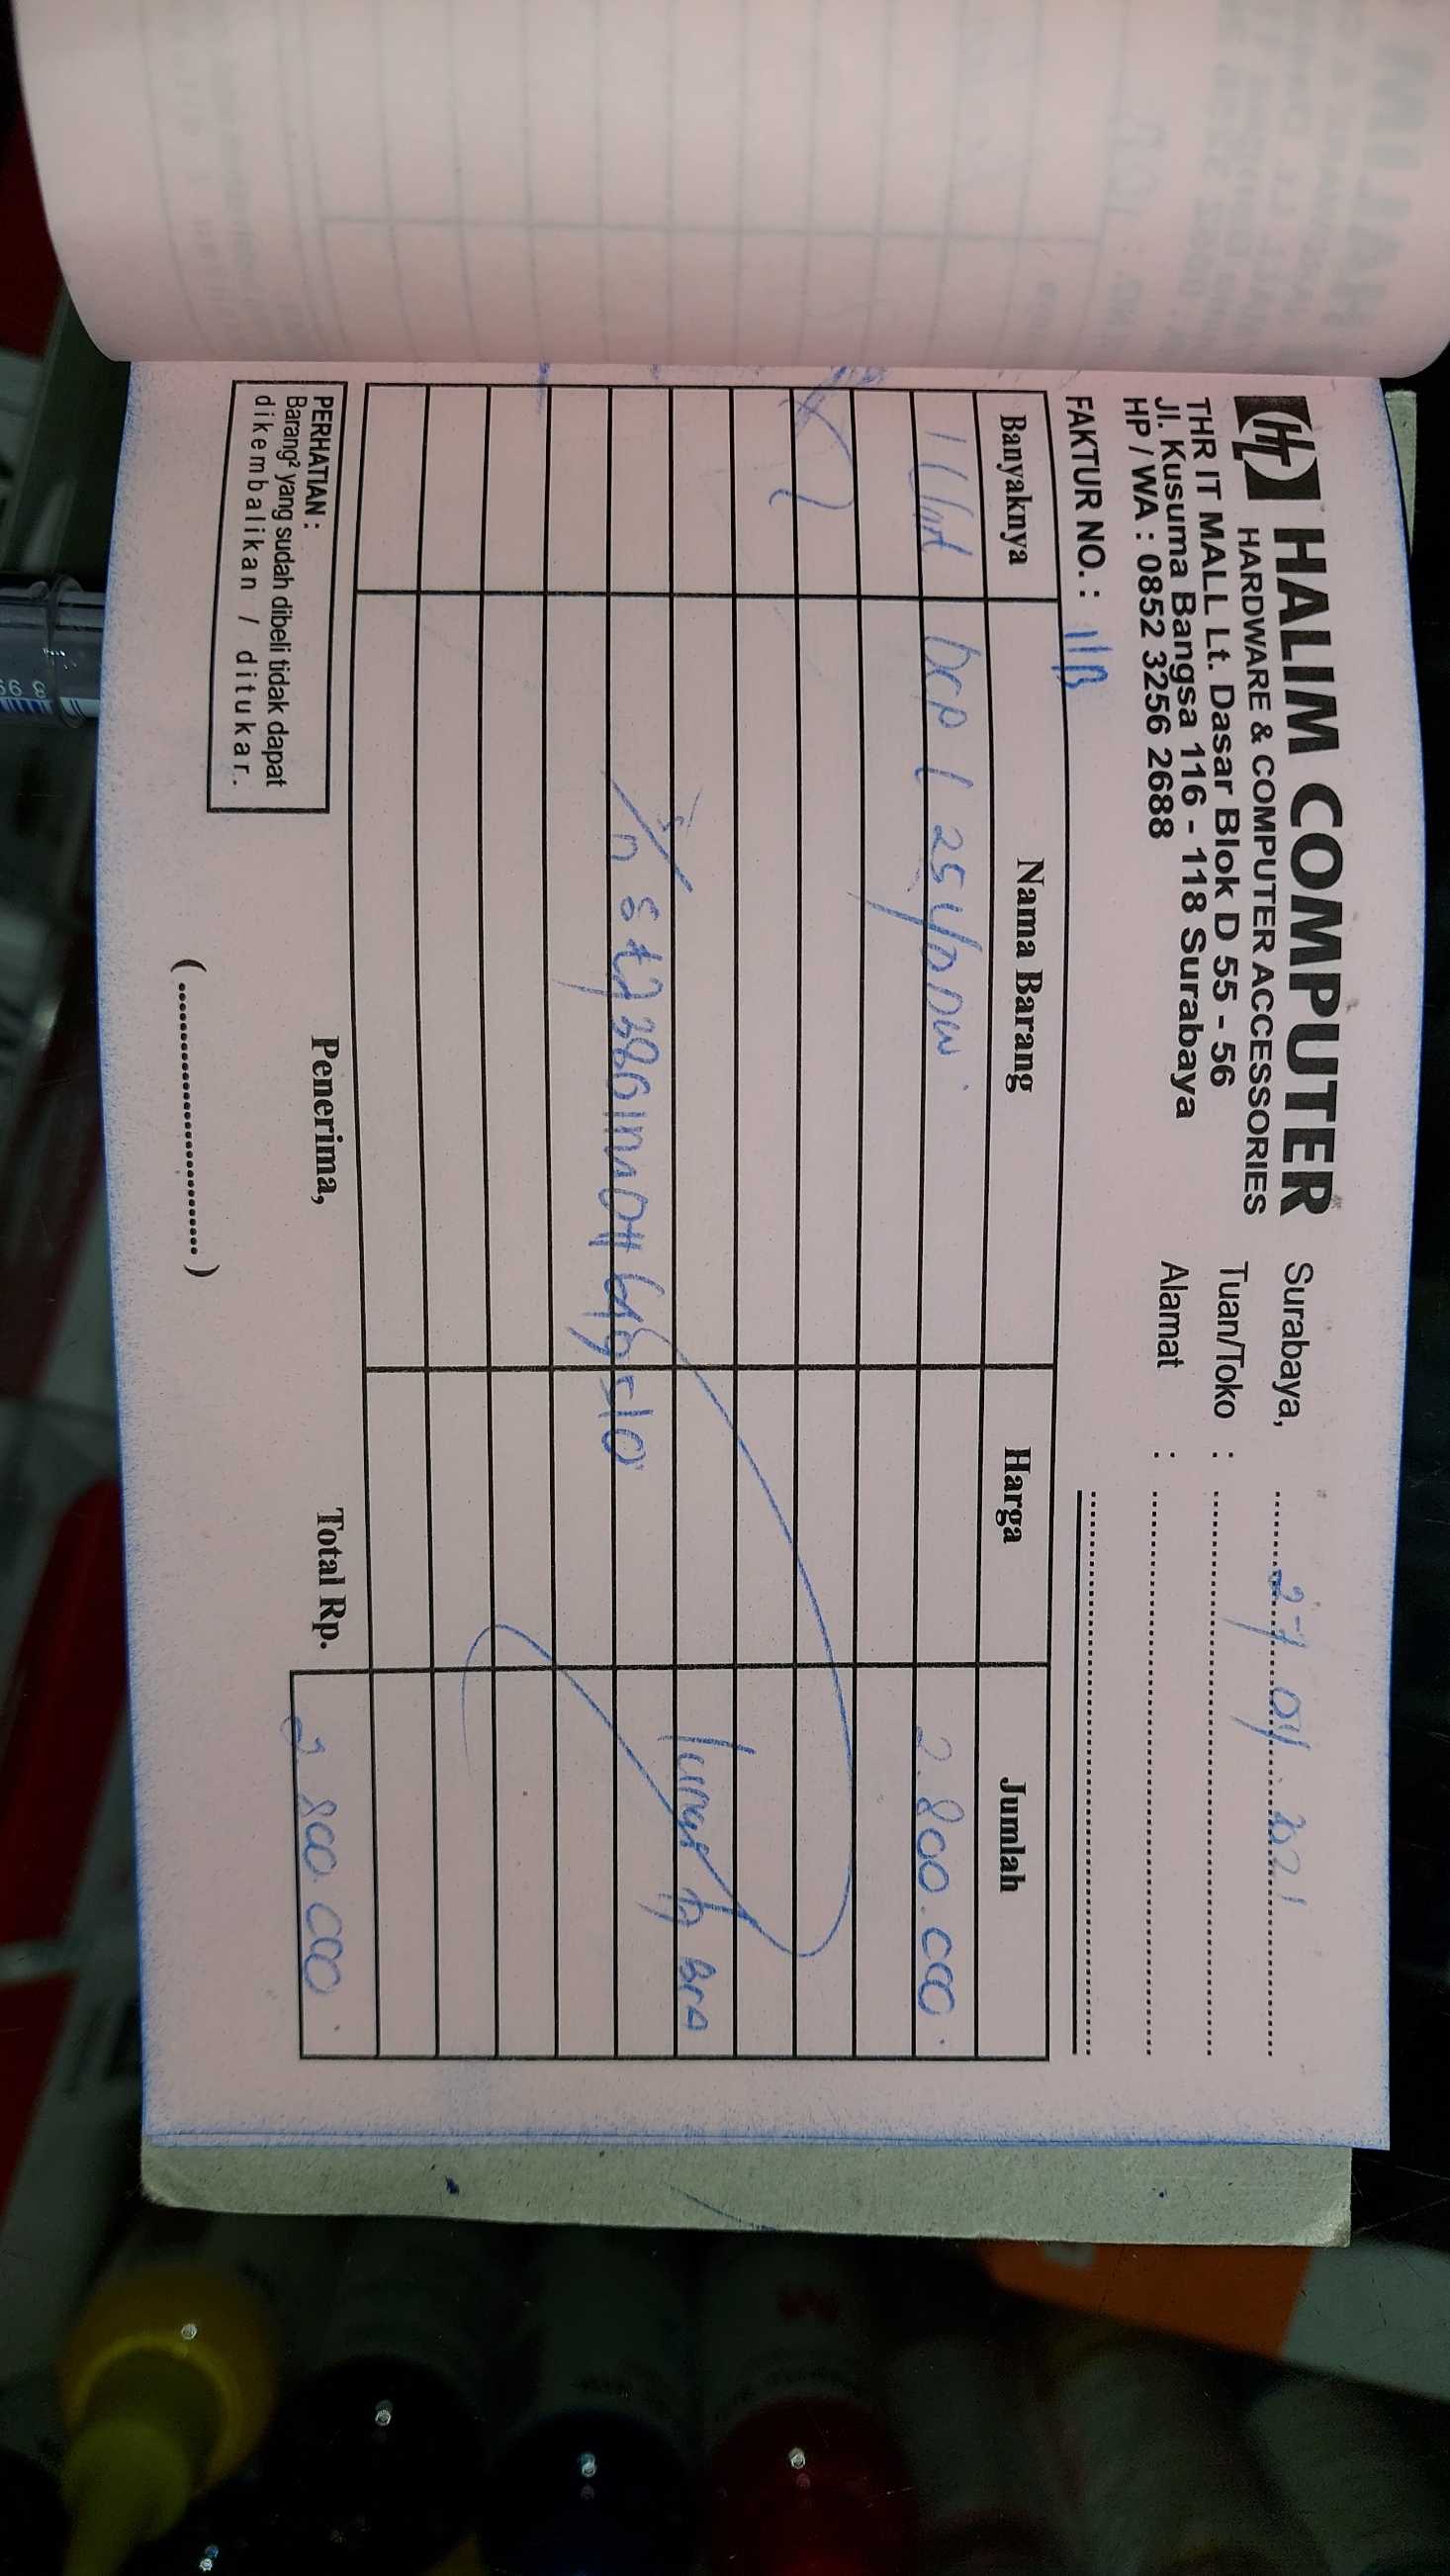 HT HALIM COMPUTER
HARDWARE & COMPUTER ACCESSORIES
THR IT MALL Lt. Dasar Blok D 55 - 56
Jl. Kusuma Bangsa 116 - 118 Surabaya
HP / WA : 0852 3256 2688
Surabaya, 27 04 2021
Tuan/Toko :
Alamat :
FAKTUR NO. :
Banyaknya Nama Barang Harga Jumlah
1 Unit 2.800.000
PERHATIAN :
Barang² yang sudah dibeli tidak dapat
dikembalikan / ditukar.
Penerima,
(........................)
Total Rp. 2.800.000